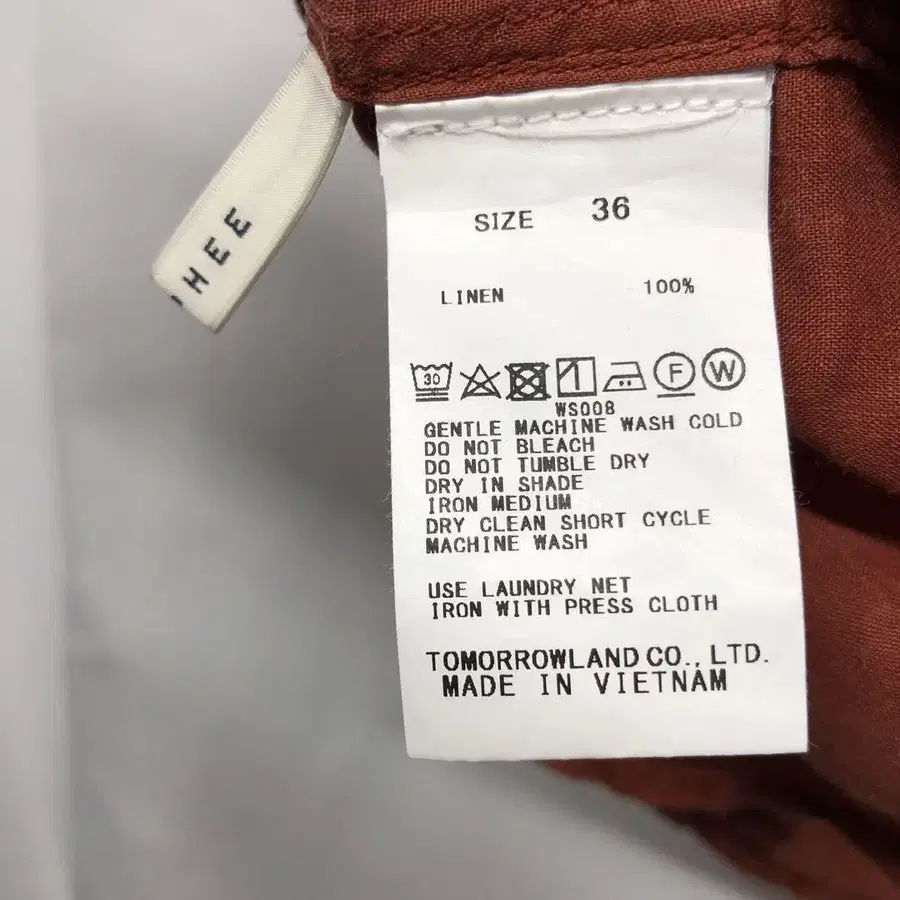 HEE
SIZE 36
LINEN 100%
30 F W
WS008
GENTLE MACHINE WASH COLD
DO NOT BLEACH
DO NOT TUMBLE DRY
DRY IN SHADE
IRON MEDIUM
DRY CLEAN SHORT CYCLE
MACHINE WASH
USE LAUNDRY NET
IRON WITH PRESS CLOTH
TOMORROWLAND CO., LTD.
MADE IN VIETNAM